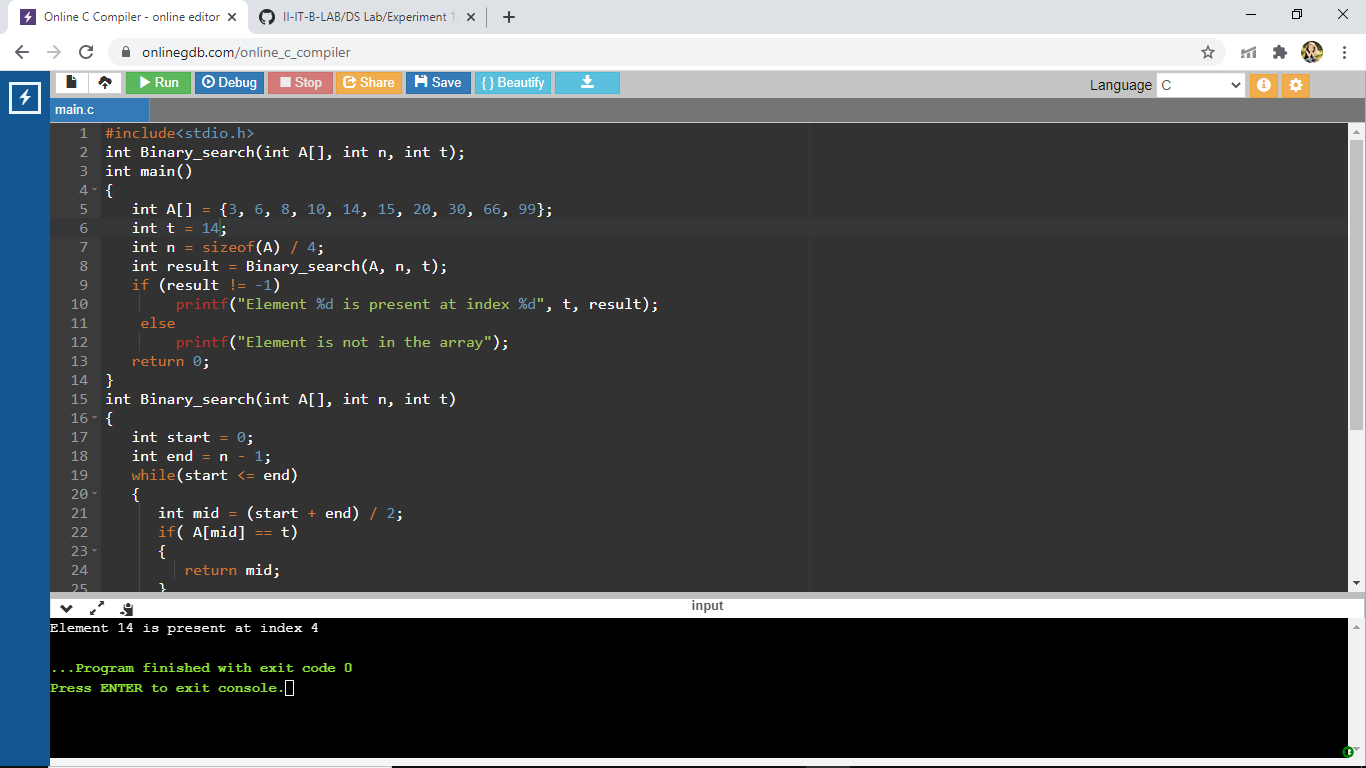 Online C Compiler - online editor
II-IT-B-LAB/DS Lab/Experiment 1
onlinegdb.com/online_c_compiler
Run Debug Stop Share Save { } Beautify
Language C
main.c
1 #include<stdio.h>
2 int Binary_search(int A[], int n, int t);
3 int main()
4 {
5 int A[] = {3, 6, 8, 10, 14, 15, 20, 30, 66, 99};
6 int t = 14;
7 int n = sizeof(A) / 4;
8 int result = Binary_search(A, n, t);
9 if (result != -1)
10 printf("Element %d is present at index %d", t, result);
11 else
12 printf("Element is not in the array");
13 return 0;
14 }
15 int Binary_search(int A[], int n, int t)
16 {
17 int start = 0;
18 int end = n - 1;
19 while(start <= end)
20 {
21 int mid = (start + end) / 2;
22 if( A[mid] == t)
23 {
24 return mid;
25 }
input
Element 14 is present at index 4
...Program finished with exit code 0
Press ENTER to exit console.